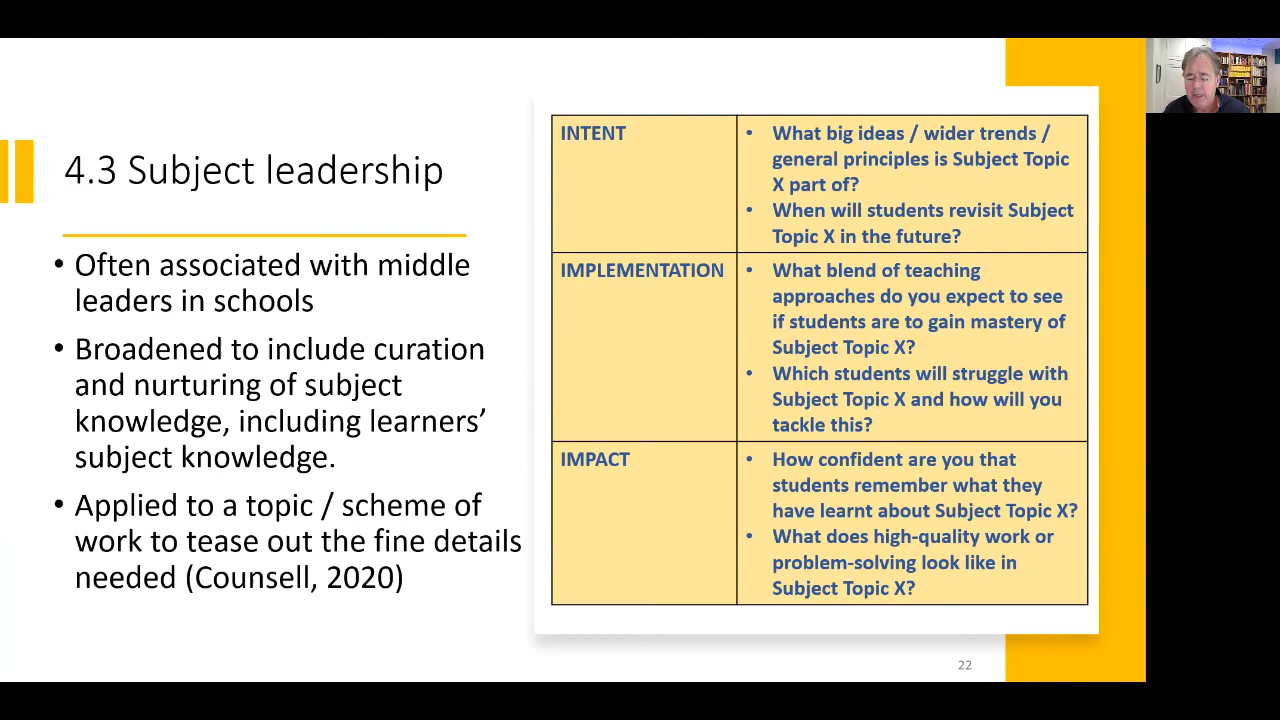 4.3 Subject leadership
• Often associated with middle
leaders in schools
• Broadened to include curation
and nurturing of subject
knowledge, including learners’
subject knowledge.
• Applied to a topic / scheme of
work to tease out the fine details
needed (Counsell, 2020)
INTENT
• What big ideas / wider trends /
general principles is Subject Topic
X part of?
• When will students revisit Subject
Topic X in the future?
IMPLEMENTATION
• What blend of teaching
approaches do you expect to see
if students are to gain mastery of
Subject Topic X?
• Which students will struggle with
Subject Topic X and how will you
tackle this?
IMPACT
• How confident are you that
students remember what they
have learnt about Subject Topic X?
• What does high-quality work or
problem-solving look like in
Subject Topic X?
22